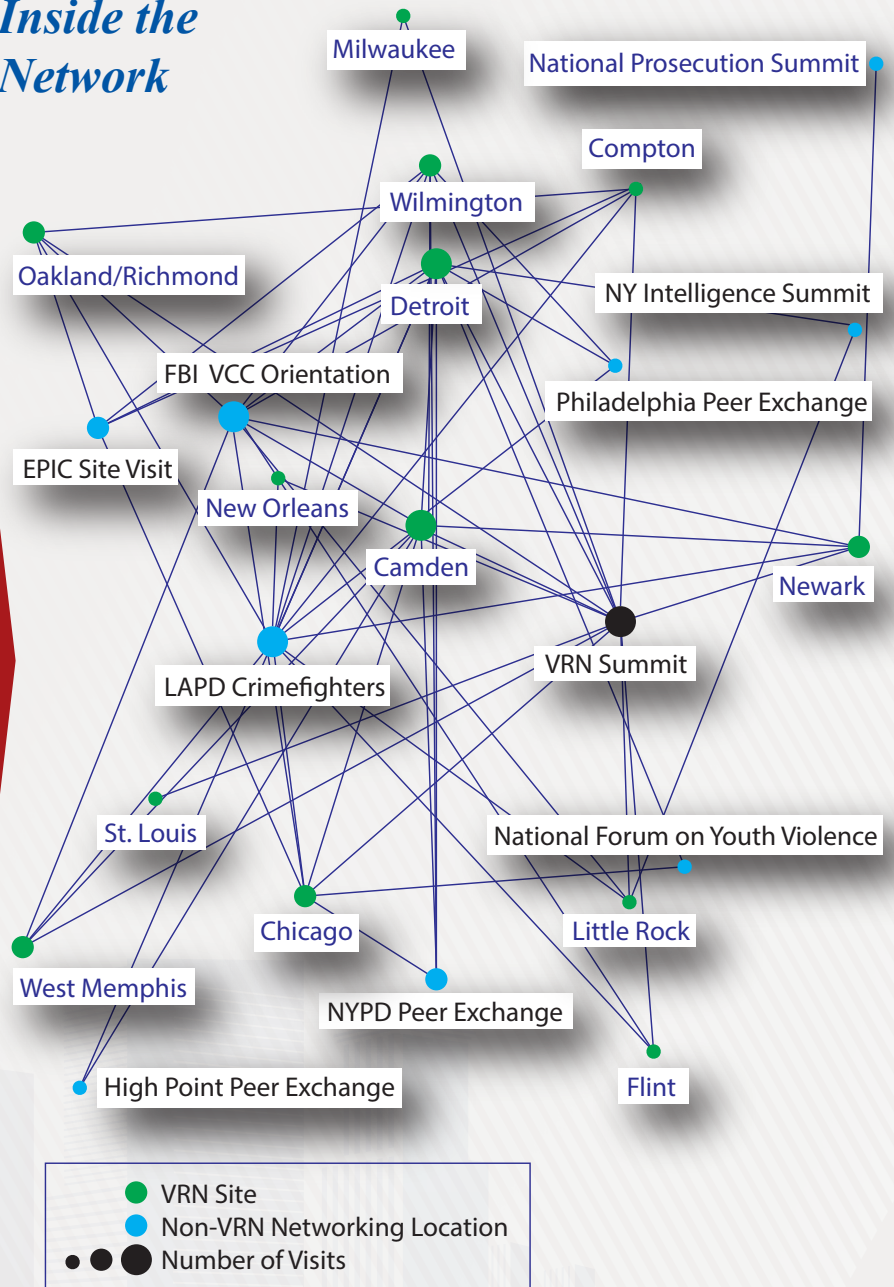 Inside the
Network
Milwaukee
National Prosecution Summit
Compton
Wilmington
Oakland/Richmond
Detroit
NY Intelligence Summit
FBI VCC Orientation
Philadelphia Peer Exchange
EPIC Site Visit
New Orleans
Camden
Newark
VRN Summit
LAPD Crimefighters
St. Louis
National Forum on Youth Violence
Chicago
Little Rock
West Memphis
NYPD Peer Exchange
High Point Peer Exchange
Flint
VRN Site
Non-VRN Networking Location
Number of Visits